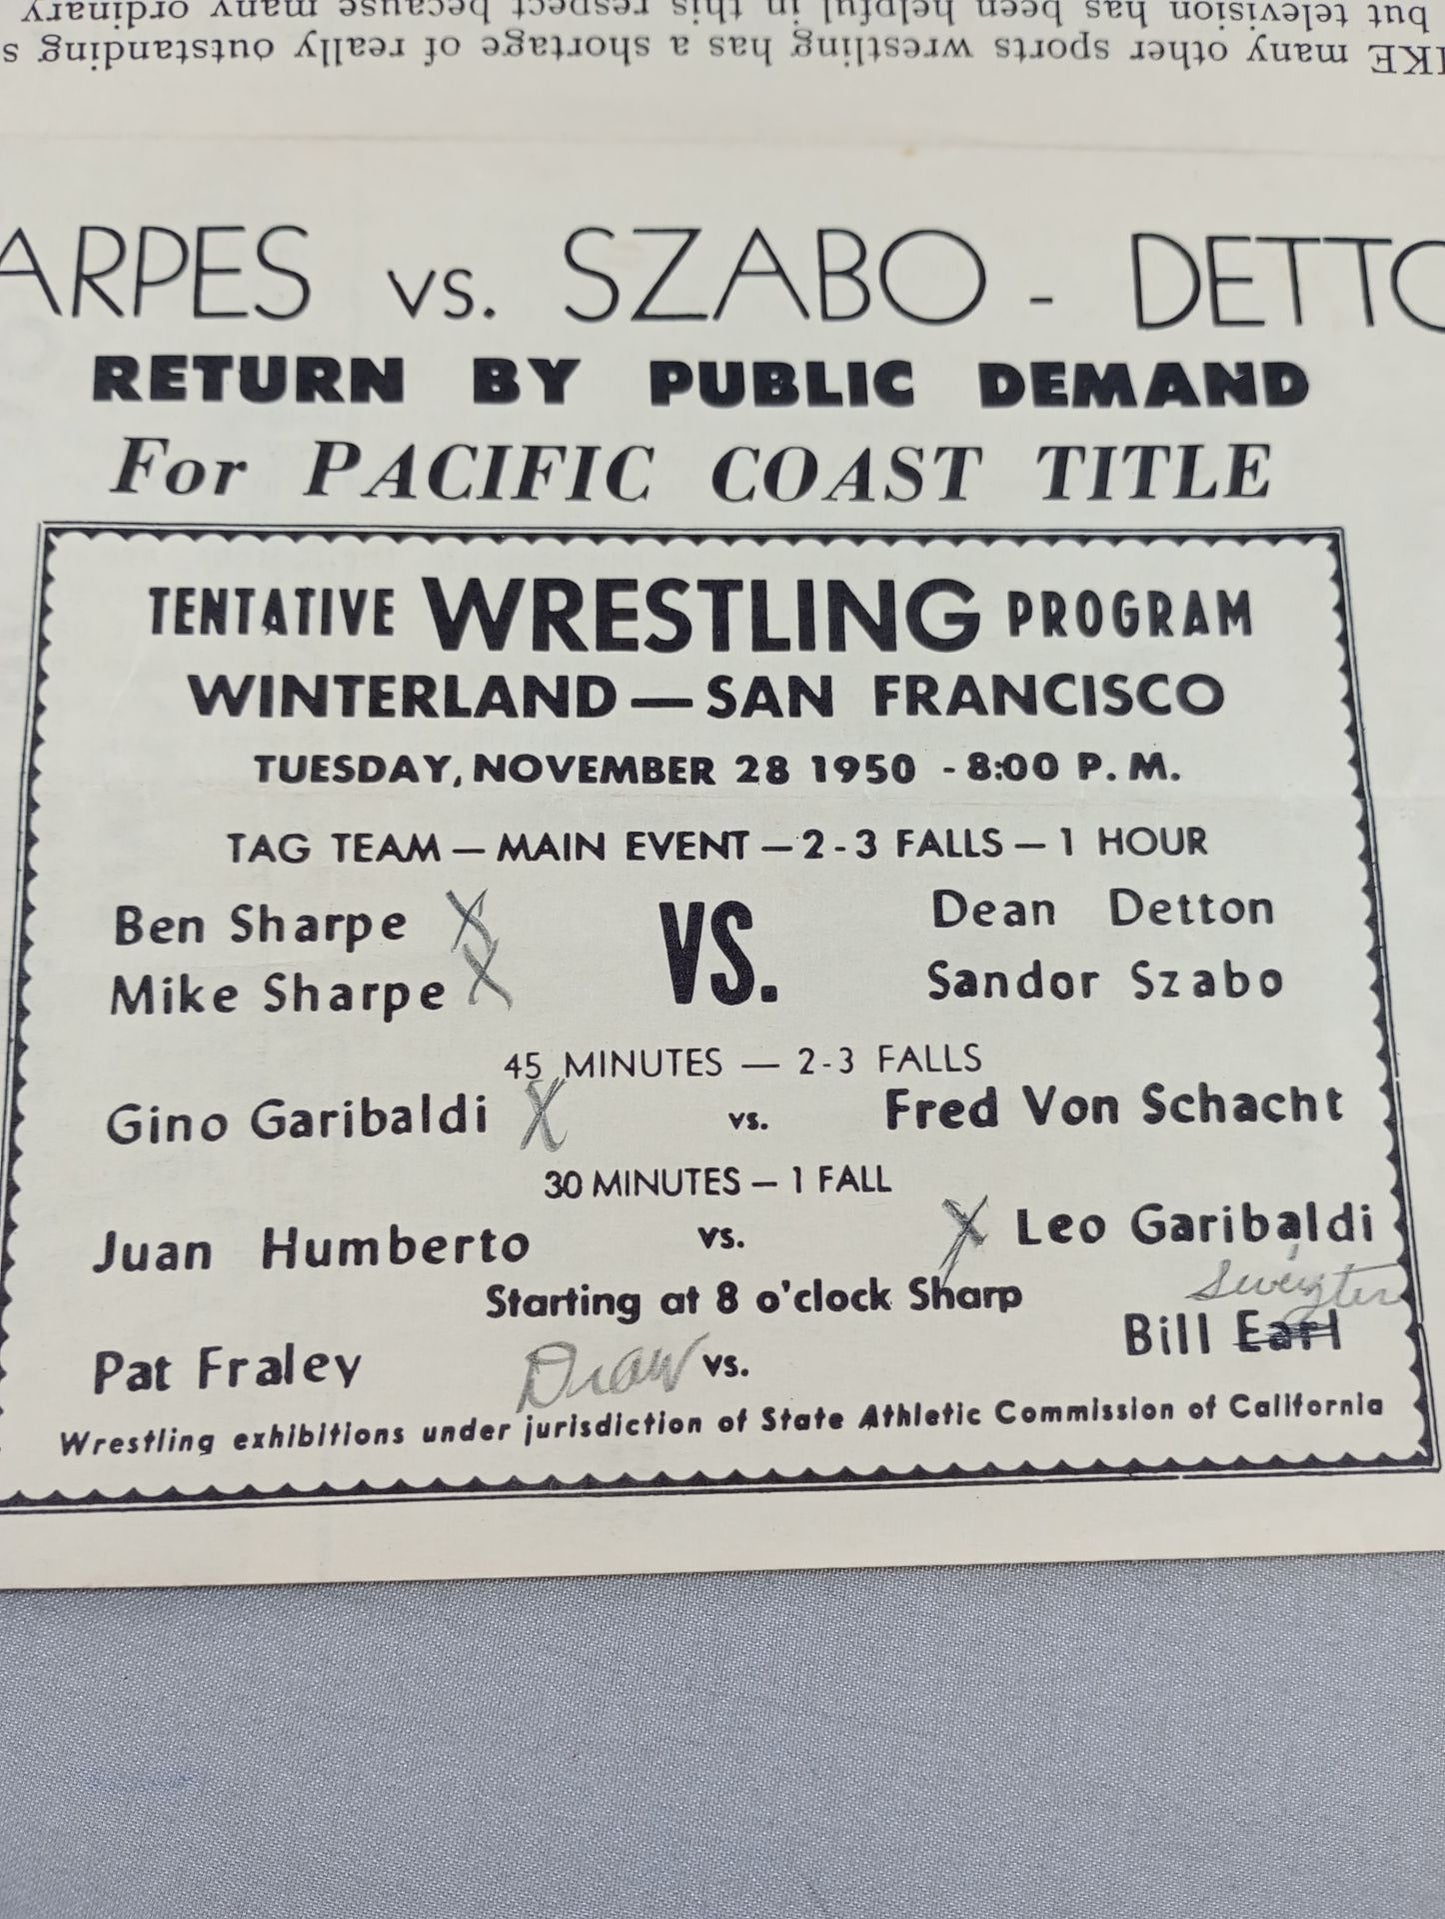 IKE many other sports wrestling has a shortage of really outstanding s
but television has been helpful in this respect because many ordinary
ARPES vs. SZABO - DETTO
RETURN BY PUBLIC DEMAND
For PACIFIC COAST TITLE
TENTATIVE WRESTLING PROGRAM
WINTERLAND — SAN FRANCISCO
TUESDAY, NOVEMBER 28 1950 - 8:00 P. M.
TAG TEAM — MAIN EVENT — 2-3 FALLS — 1 HOUR
Ben Sharpe X VS. Dean Detton
Mike Sharpe X Sandor Szabo
45 MINUTES — 2-3 FALLS
Gino Garibaldi X vs. Fred Von Schacht
30 MINUTES — 1 FALL
Juan Humberto vs. X Leo Garibaldi
Starting at 8 o'clock Sharp
Pat Fraley Draw vs. Bill Earl
Wrestling exhibitions under jurisdiction of State Athletic Commission of California